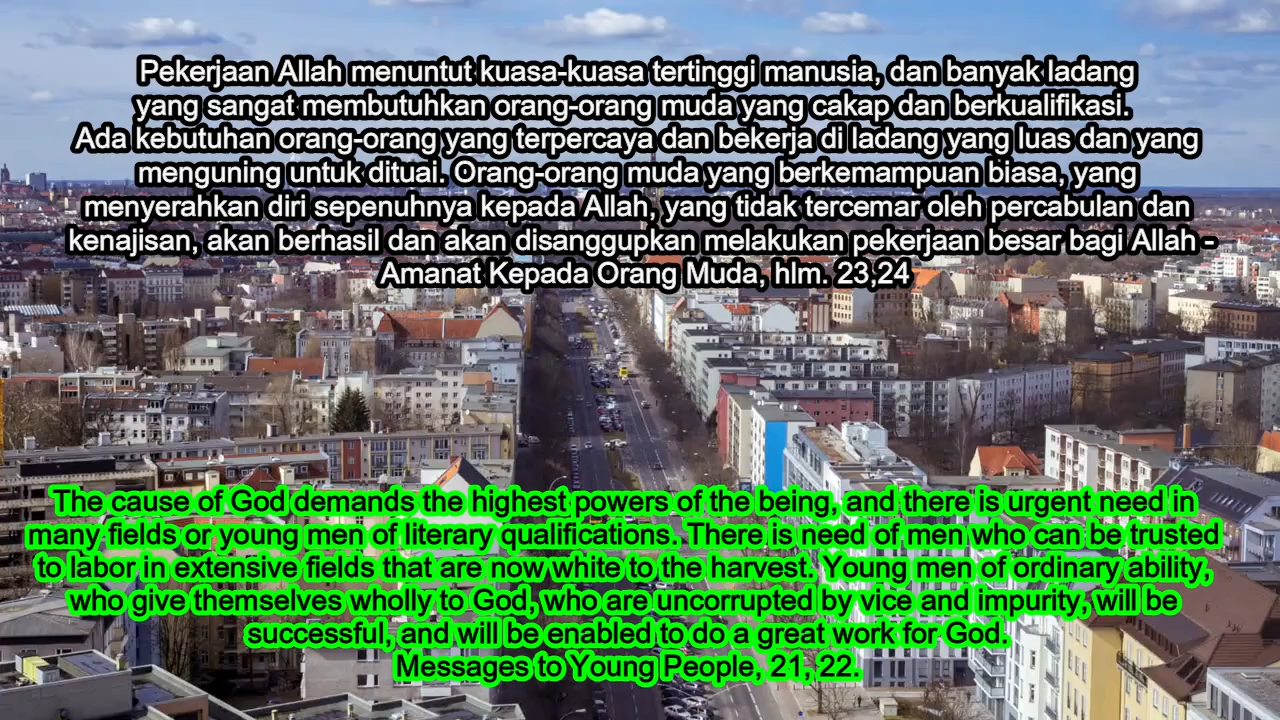 Pekerjaan Allah menuntut kuasa-kuasa tertinggi manusia, dan banyak ladang
yang sangat membutuhkan orang-orang muda yang cakap dan berkualifikasi.
Ada kebutuhan orang-orang yang terpercaya dan bekerja di ladang yang luas dan yang
menguning untuk dituai. Orang-orang muda yang berkemampuan biasa, yang
menyerahkan diri sepenuhnya kepada Allah, yang tidak tercemar oleh percabulan dan
kenajisan, akan berhasil dan akan disanggupkan melakukan pekerjaan besar bagi Allah -
Amanat Kepada Orang Muda, hlm. 23,24
The cause of God demands the highest powers of the being, and there is urgent need in
many fields or young men of literary qualifications. There is need of men who can be trusted
to labor in extensive fields that are now white to the harvest. Young men of ordinary ability,
who give themselves wholly to God, who are uncorrupted by vice and impurity, will be
successful, and will be enabled to do a great work for God.
Messages to Young People, 21, 22.